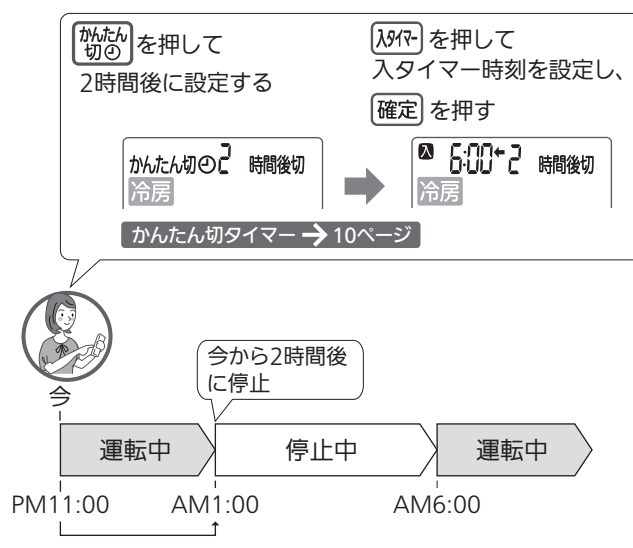 かんたん切 を押して
2時間後に設定する
入タイマー を押して
入タイマー時刻を設定し、
確定 を押す
かんたん切 2 時間後切
冷房
入 6:00 ← 2 時間後切
冷房
かんたん切タイマー → 10ページ
今から2時間後
に停止
今
運転中 停止中 運転中
PM11:00 AM1:00 AM6:00